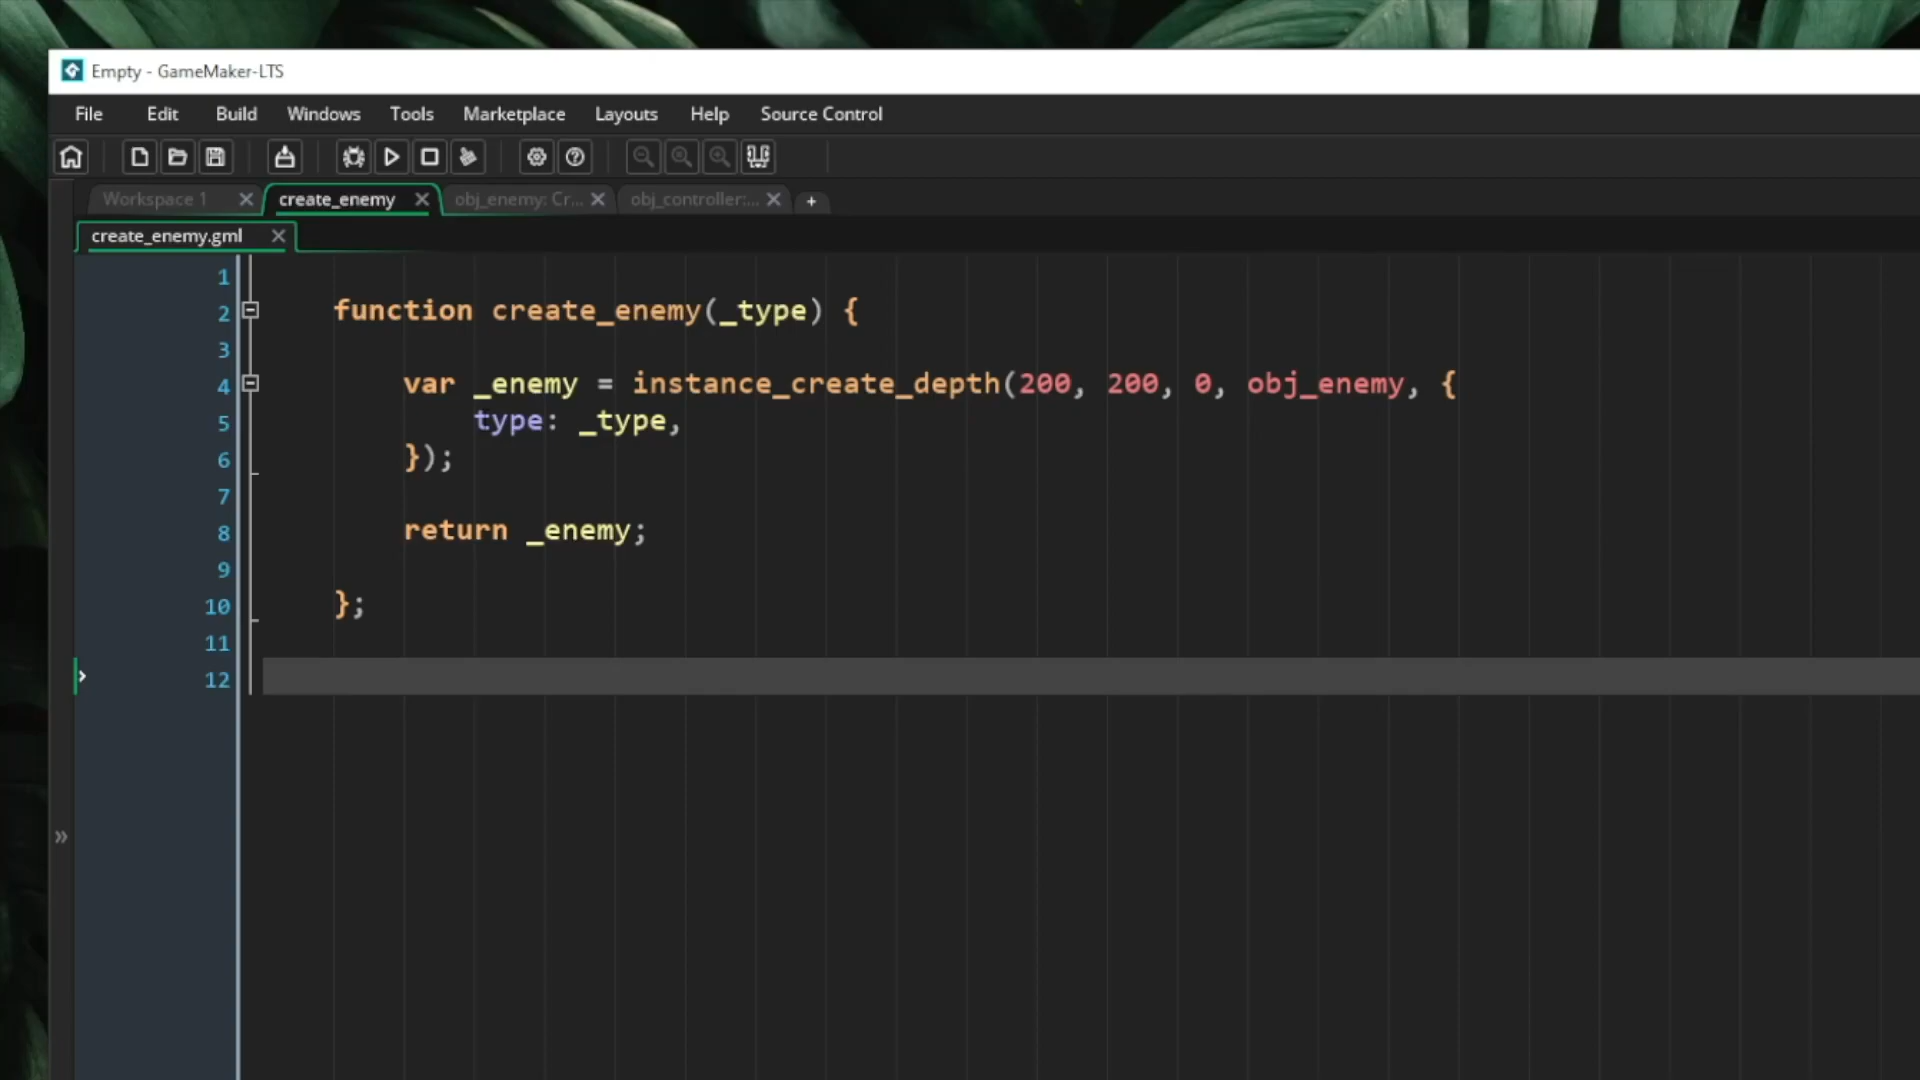 Empty - GameMaker-LTS
File Edit Build Windows Tools Marketplace Layouts Help Source Control
Workspace 1 create_enemy obj_enemy: Cr... obj_controller:...
create_enemy.gml
1
2 function create_enemy(_type) {
3
4 var _enemy = instance_create_depth(200, 200, 0, obj_enemy, {
5 type: _type,
6 });
7
8 return _enemy;
9
10 };
11
12